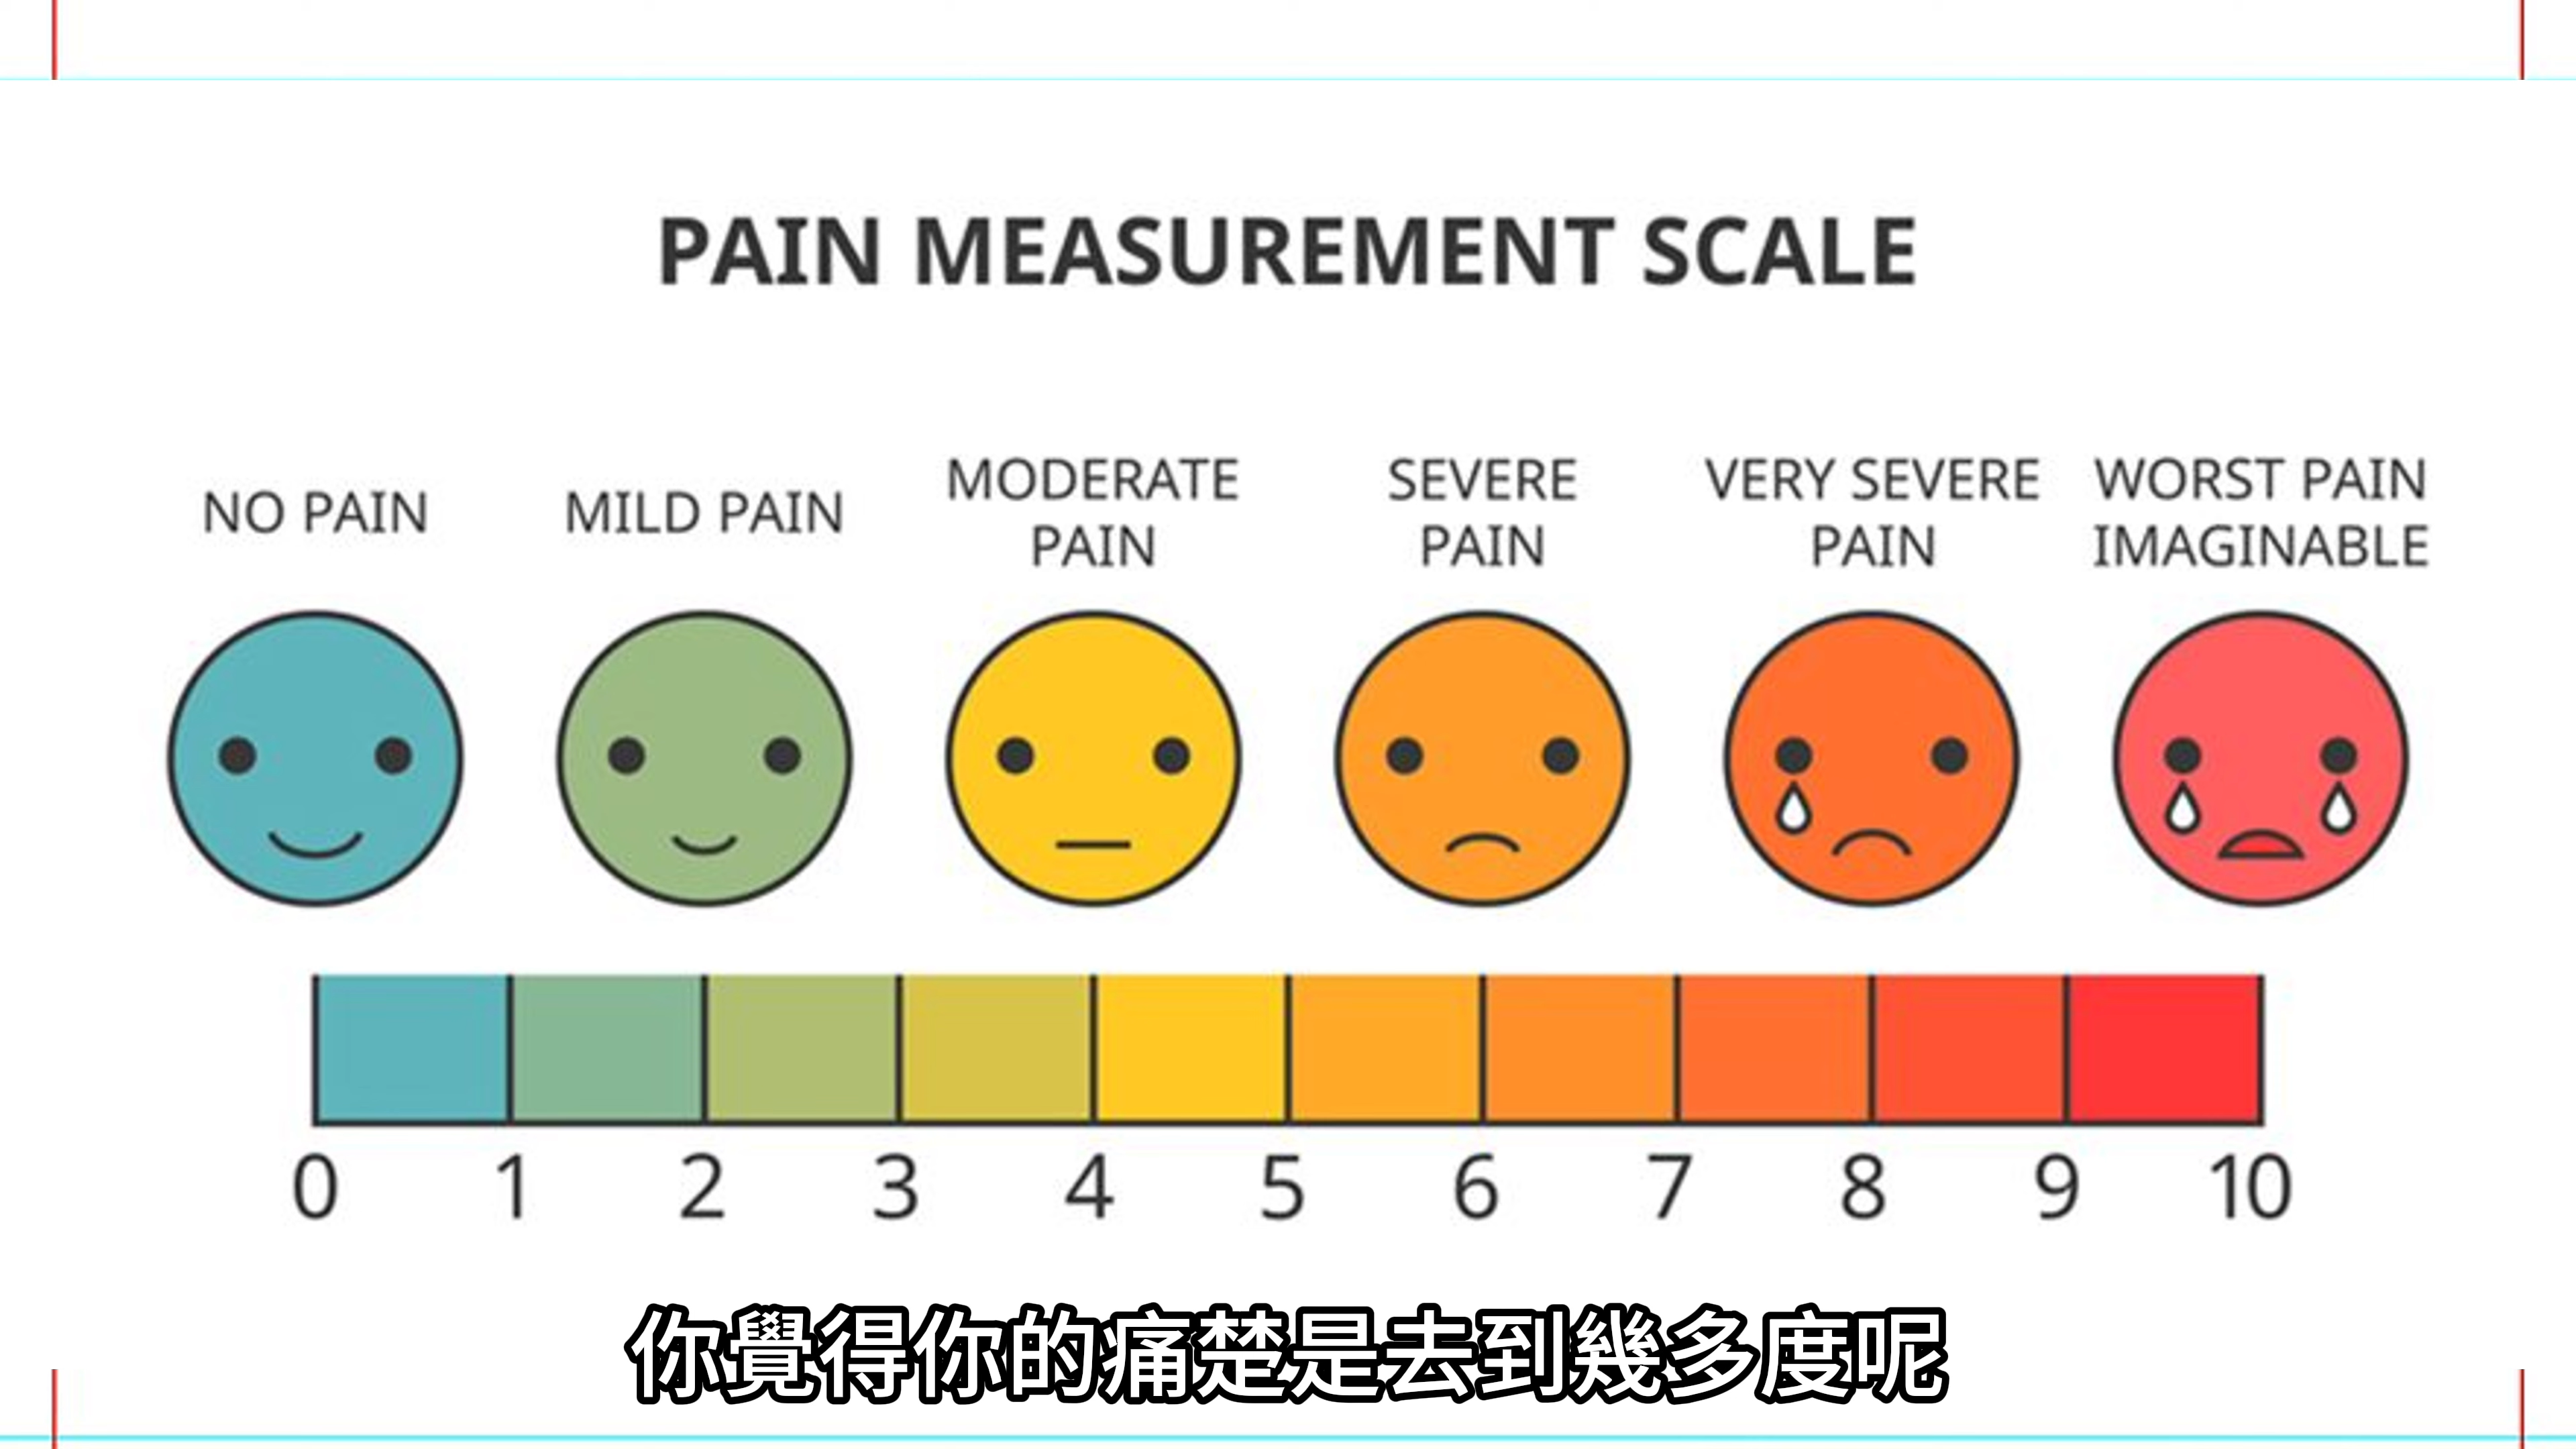 PAIN MEASUREMENT SCALE
NO PAIN
MILD PAIN
MODERATE
PAIN
SEVERE
PAIN
VERY SEVERE
PAIN
WORST PAIN
IMAGINABLE
0 1 2 3 4 5 6 7 8 9 10
你覺得你的痛楚是去到幾多度呢